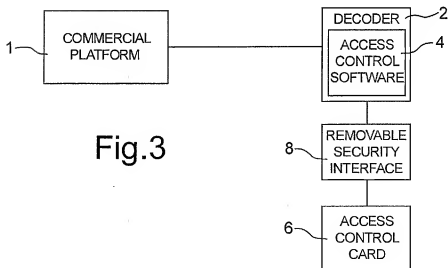 COMMERCIAL
PLATFORM
1
DECODER
2
ACCESS
CONTROL
SOFTWARE
4
Fig.3
REMOVABLE
SECURITY
INTERFACE
8
ACCESS
CONTROL
CARD
6